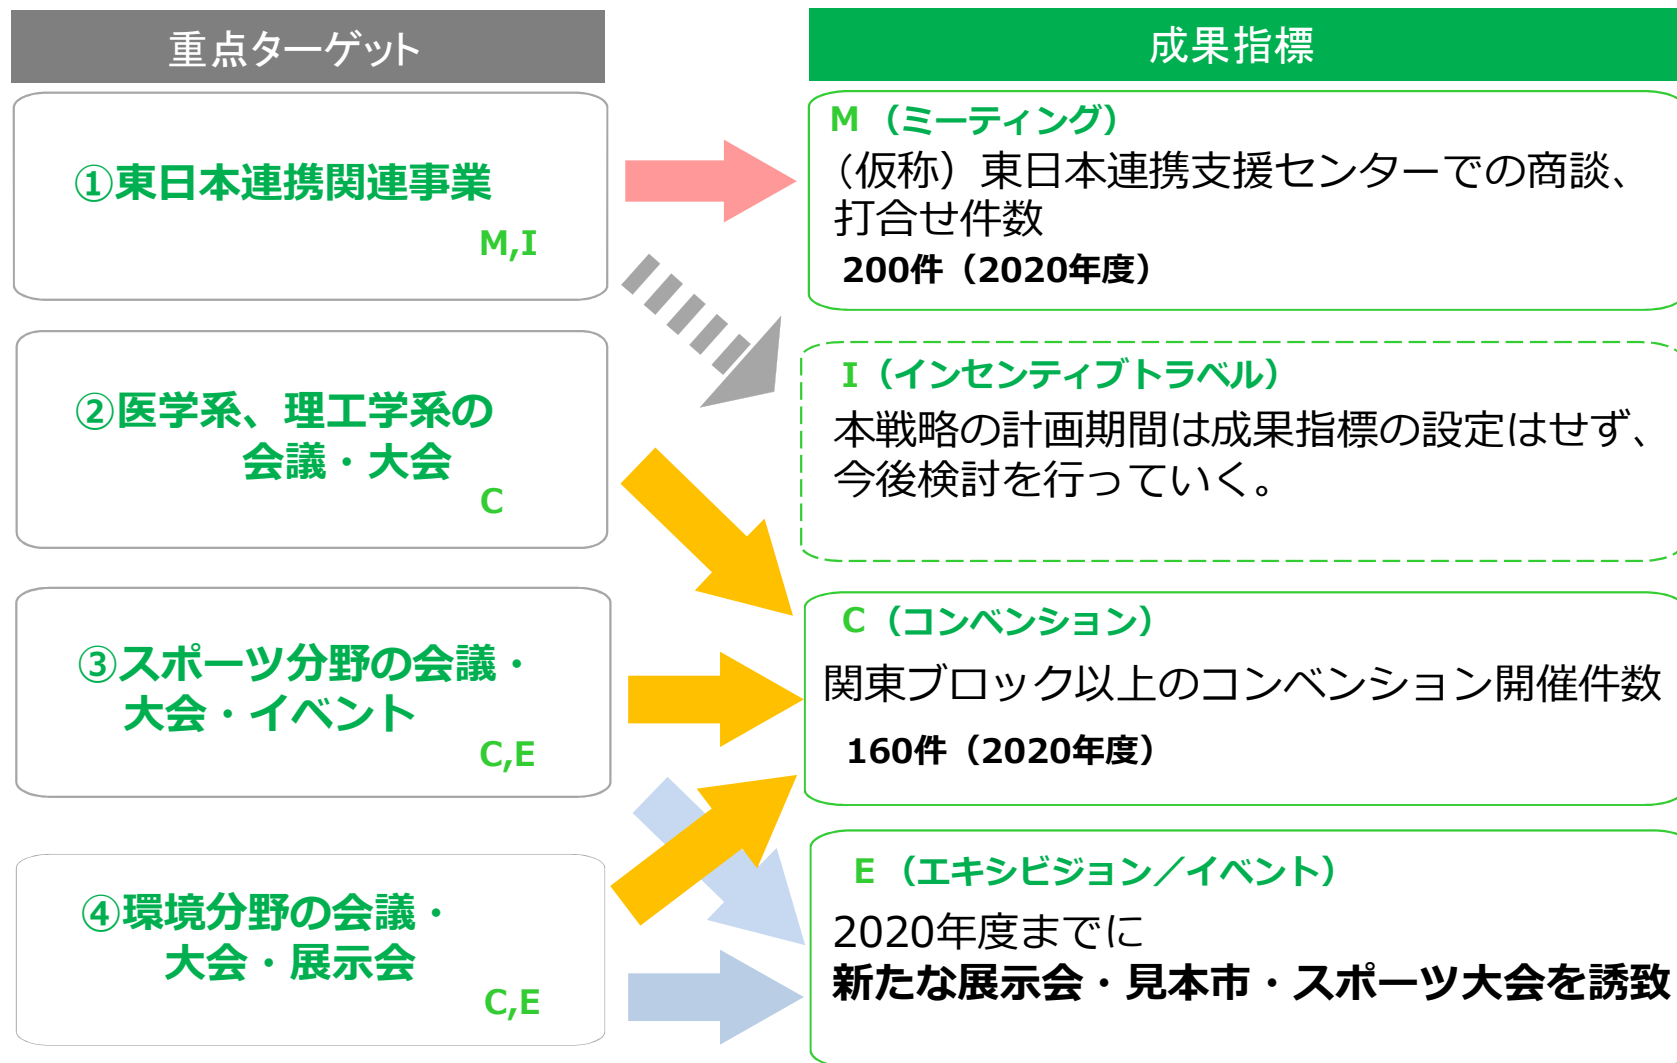 重点ターゲット
①東日本連携関連事業
M,I
②医学系、理工学系の
会議・大会
C
③スポーツ分野の会議・
大会・イベント
C,E
④環境分野の会議・
大会・展示会
C,E
成果指標
M（ミーティング）
（仮称）東日本連携支援センターでの商談、
打合せ件数
200件（2020年度）
I（インセンティブトラベル）
本戦略の計画期間は成果指標の設定はせず、
今後検討を行っていく。
C（コンベンション）
関東ブロック以上のコンベンション開催件数
160件（2020年度）
E（エキシビジョン／イベント）
2020年度までに
新たな展示会・見本市・スポーツ大会を誘致